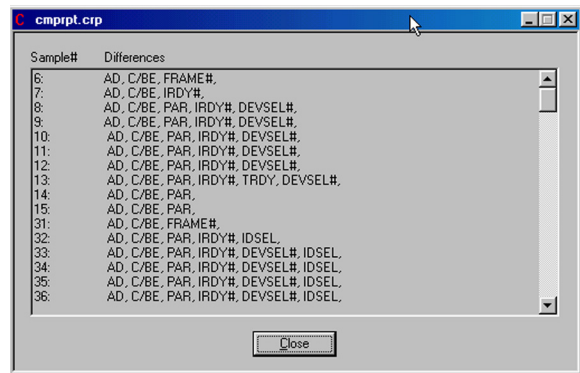 C cmprpt.crp
Sample# Differences
6: AD, C/BE, FRAME#,
7: AD, C/BE, IRDY#,
8: AD, C/BE, PAR, IRDY#, DEVSEL#,
9: AD, C/BE, PAR, IRDY#, DEVSEL#,
10: AD, C/BE, PAR, IRDY#, DEVSEL#,
11: AD, C/BE, PAR, IRDY#, DEVSEL#,
12: AD, C/BE, PAR, IRDY#, DEVSEL#,
13: AD, C/BE, PAR, IRDY#, TRDY, DEVSEL#,
14: AD, C/BE, PAR,
15: AD, C/BE, PAR,
31: AD, C/BE, FRAME#,
32: AD, C/BE, PAR, IRDY#, IDSEL,
33: AD, C/BE, PAR, IRDY#, DEVSEL#, IDSEL,
34: AD, C/BE, PAR, IRDY#, DEVSEL#, IDSEL,
35: AD, C/BE, PAR, IRDY#, DEVSEL#, IDSEL,
36: AD, C/BE, PAR, IRDY#, DEVSEL#, IDSEL,
Close